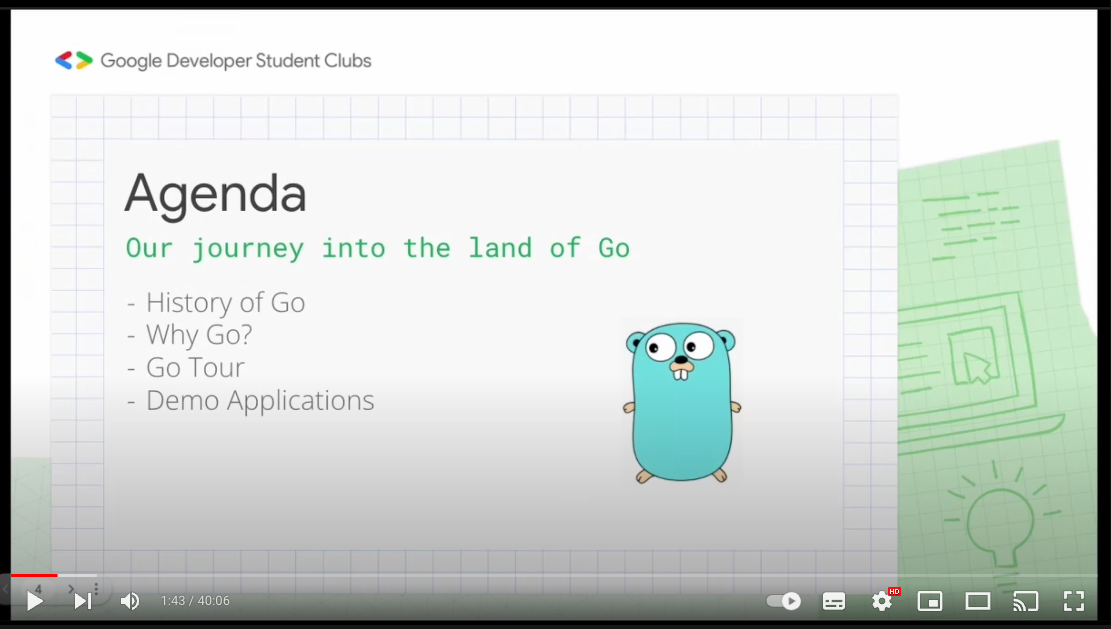 Google Developer Student Clubs
Agenda
Our journey into the land of Go
- History of Go
- Why Go?
- Go Tour
- Demo Applications
4
1:43 / 40:06
HD